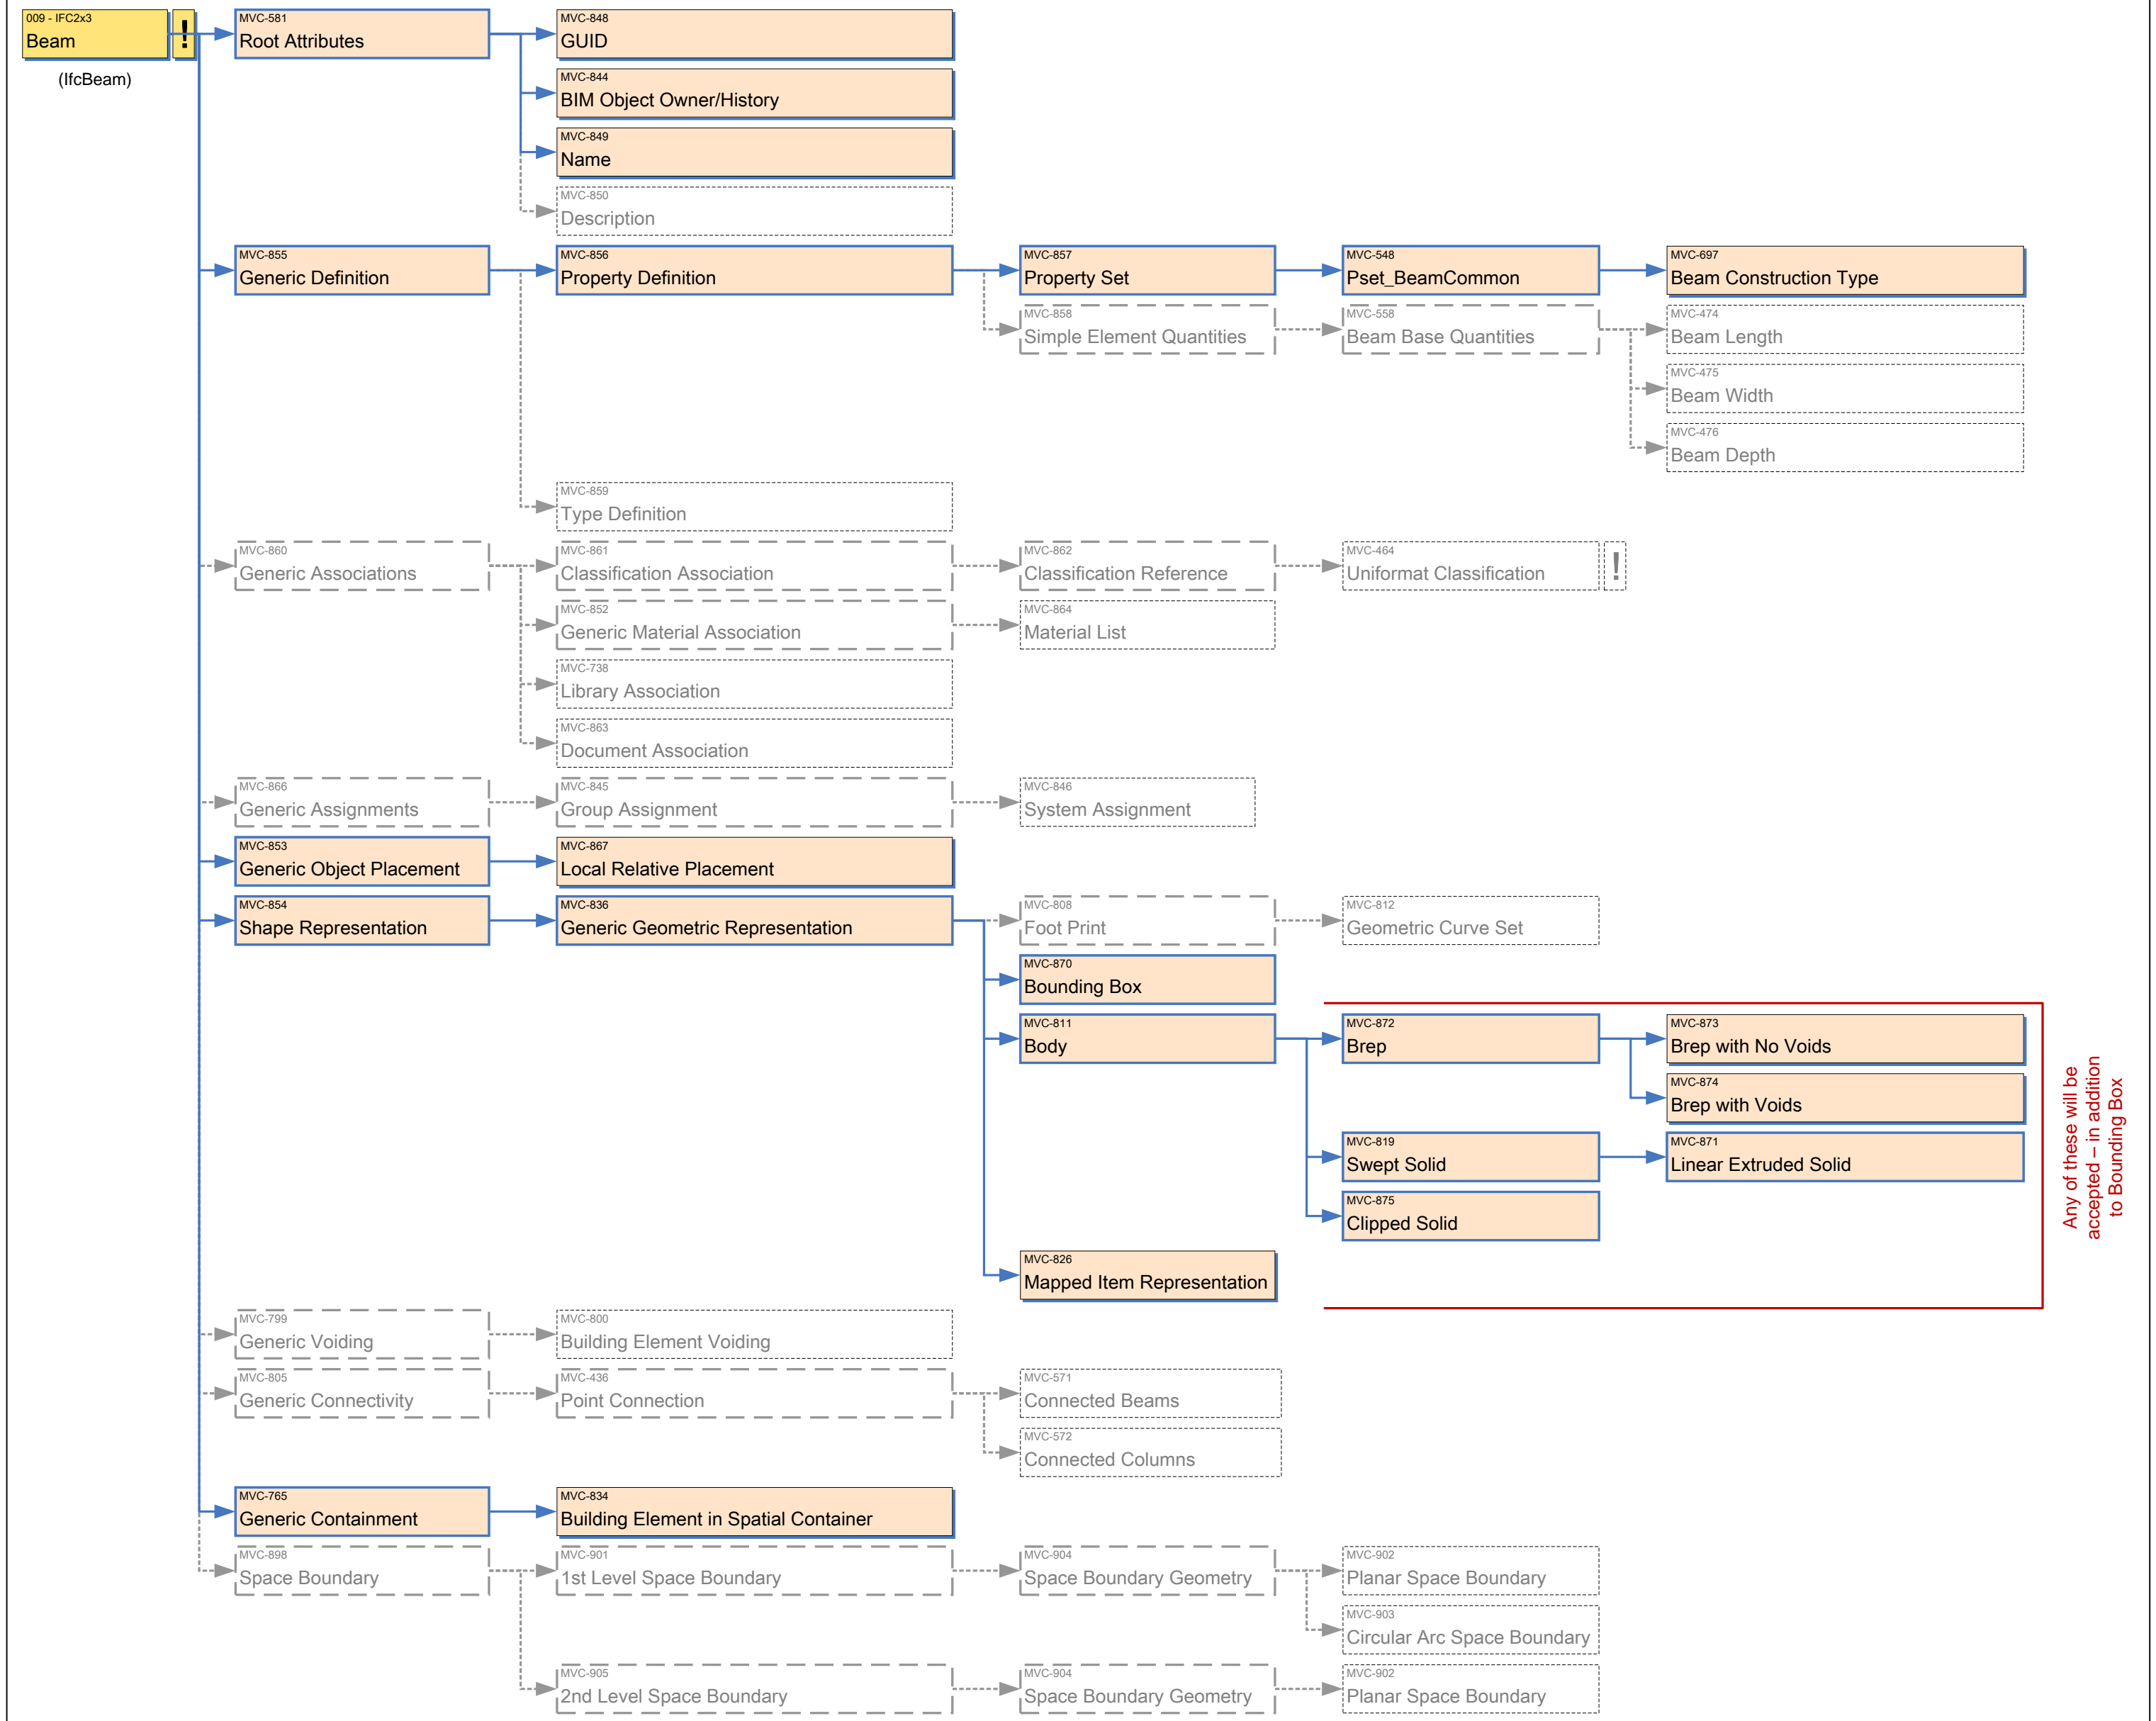 009 - IFC2x3
Beam
!
(IfcBeam)
MVC-581
Root Attributes
MVC-848
GUID
MVC-844
BIM Object Owner/History
MVC-849
Name
MVC-850
Description
MVC-855
Generic Definition
MVC-856
Property Definition
MVC-857
Property Set
MVC-548
Pset_BeamCommon
MVC-697
Beam Construction Type
MVC-858
Simple Element Quantities
MVC-558
Beam Base Quantities
MVC-474
Beam Length
MVC-475
Beam Width
MVC-476
Beam Depth
MVC-859
Type Definition
MVC-860
Generic Associations
MVC-861
Classification Association
MVC-862
Classification Reference
MVC-464
Uniformat Classification
!
MVC-852
Generic Material Association
MVC-864
Material List
MVC-738
Library Association
MVC-863
Document Association
MVC-866
Generic Assignments
MVC-845
Group Assignment
MVC-846
System Assignment
MVC-853
Generic Object Placement
MVC-867
Local Relative Placement
MVC-854
Shape Representation
MVC-836
Generic Geometric Representation
MVC-808
Foot Print
MVC-812
Geometric Curve Set
MVC-870
Bounding Box
MVC-811
Body
MVC-872
Brep
MVC-873
Brep with No Voids
MVC-874
Brep with Voids
MVC-819
Swept Solid
MVC-871
Linear Extruded Solid
MVC-875
Clipped Solid
MVC-826
Mapped Item Representation
Any of these will be
accepted – in addition
to Bounding Box
MVC-799
Generic Voiding
MVC-800
Building Element Voiding
MVC-805
Generic Connectivity
MVC-436
Point Connection
MVC-571
Connected Beams
MVC-572
Connected Columns
MVC-765
Generic Containment
MVC-834
Building Element in Spatial Container
MVC-898
Space Boundary
MVC-901
1st Level Space Boundary
MVC-904
Space Boundary Geometry
MVC-902
Planar Space Boundary
MVC-903
Circular Arc Space Boundary
MVC-905
2nd Level Space Boundary
MVC-904
Space Boundary Geometry
MVC-902
Planar Space Boundary